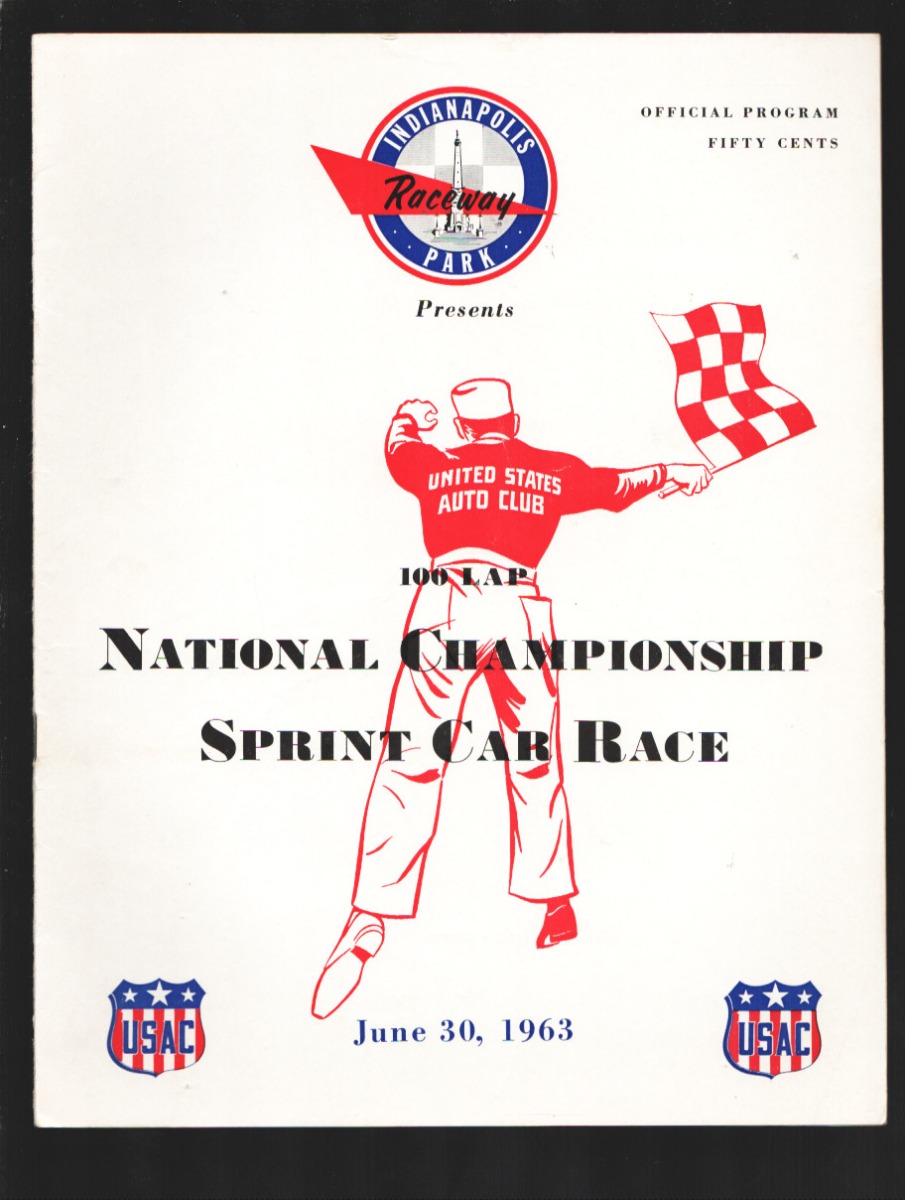 INDIANAPOLIS
Raceway
PARK
OFFICIAL PROGRAM
FIFTY CENTS
Presents
UNITED STATES
AUTO CLUB
100 LAP
NATIONAL CHAMPIONSHIP
SPRINT CAR RACE
USAC
June 30, 1963
USAC